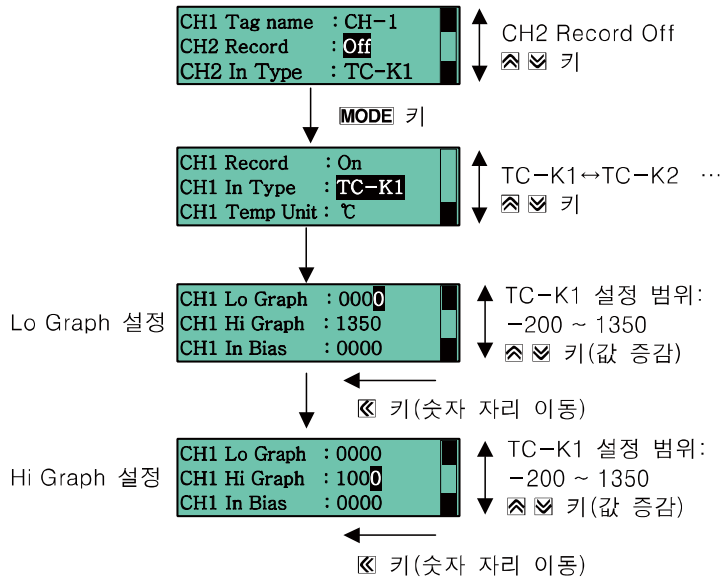 CH1 Tag name : CH-1
CH2 Record : Off
CH2 In Type : TC-K1
CH2 Record Off
키
MODE 키
CH1 Record : On
CH1 In Type : TC-K1
CH1 Temp Unit : ℃
TC-K1↔TC-K2 ⋯
키
Lo Graph 설정
CH1 Lo Graph : 0000
CH1 Hi Graph : 1350
CH1 In Bias : 0000
TC-K1 설정 범위:
-200 ~ 1350
키(값 증감)
키(숫자 자리 이동)
Hi Graph 설정
CH1 Lo Graph : 0000
CH1 Hi Graph : 1000
CH1 In Bias : 0000
TC-K1 설정 범위:
-200 ~ 1350
키(값 증감)
키(숫자 자리 이동)